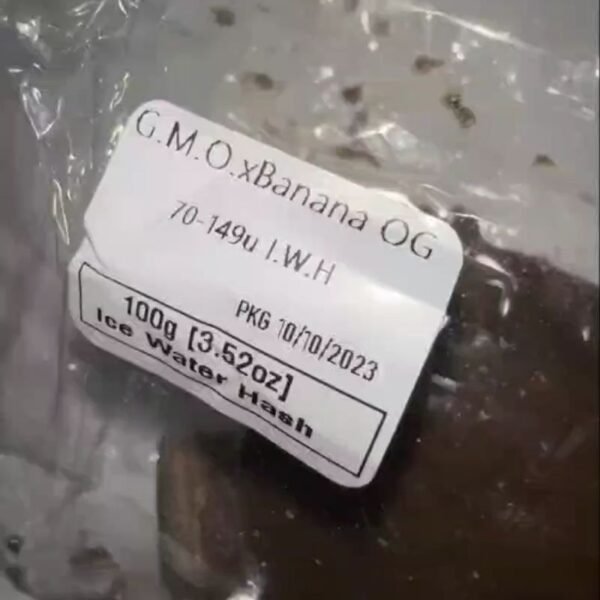 G.M.O.xBanana OG
70-149u I.W.H
PKG 10/10/2023
100g [3.52oz]
Ice Water Hash